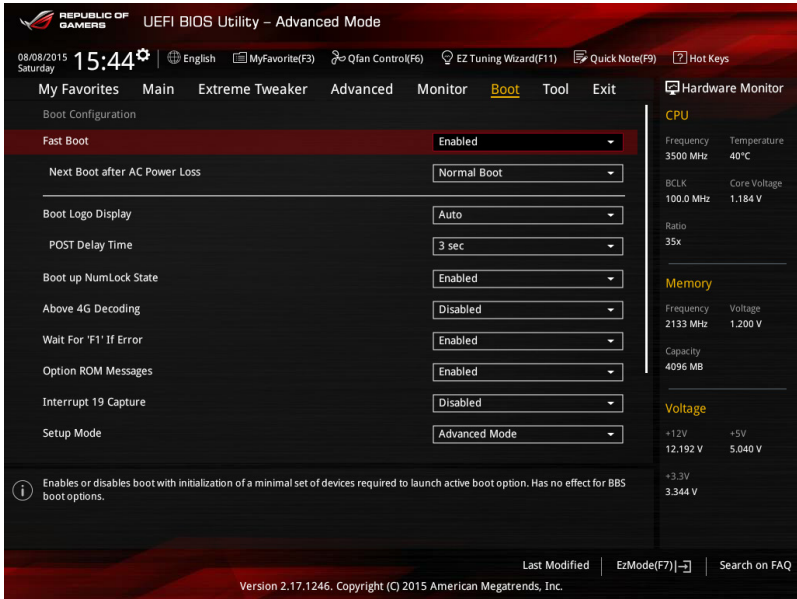 REPUBLIC OF
GAMERS
UEFI BIOS Utility – Advanced Mode
08/08/2015
Saturday
15:44
English
MyFavorite(F3)
Qfan Control(F6)
EZ Tuning Wizard(F11)
Quick Note(F9)
? Hot Keys
My Favorites Main Extreme Tweaker Advanced Monitor Boot Tool Exit
Boot Configuration
Fast Boot Enabled
Next Boot after AC Power Loss Normal Boot
Boot Logo Display Auto
POST Delay Time 3 sec
Boot up NumLock State Enabled
Above 4G Decoding Disabled
Wait For 'F1' If Error Enabled
Option ROM Messages Enabled
Interrupt 19 Capture Disabled
Setup Mode Advanced Mode
Enables or disables boot with initialization of a minimal set of devices required to launch active boot option. Has no effect for BBS
boot options.
Hardware Monitor
CPU
Frequency Temperature
3500 MHz 40°C
BCLK Core Voltage
100.0 MHz 1.184 V
Ratio
35x
Memory
Frequency Voltage
2133 MHz 1.200 V
Capacity
4096 MB
Voltage
+12V +5V
12.192 V 5.040 V
+3.3V
3.344 V
Last Modified EzMode(F7) Search on FAQ
Version 2.17.1246. Copyright (C) 2015 American Megatrends, Inc.